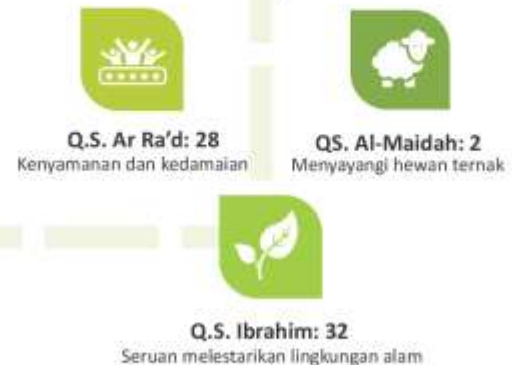 Q.S. Ar Ra'd: 28
Kenyamanan dan kedamaian
QS. Al-Maidah: 2
Menyayangi hewan ternak
Q.S. Ibrahim: 32
Seruan melestarikan lingkungan alam